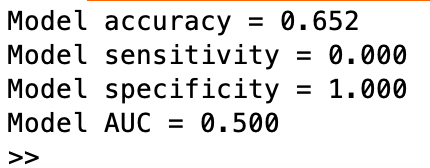 Model accuracy = 0.652
Model sensitivity = 0.000
Model specificity = 1.000
Model AUC = 0.500
>>